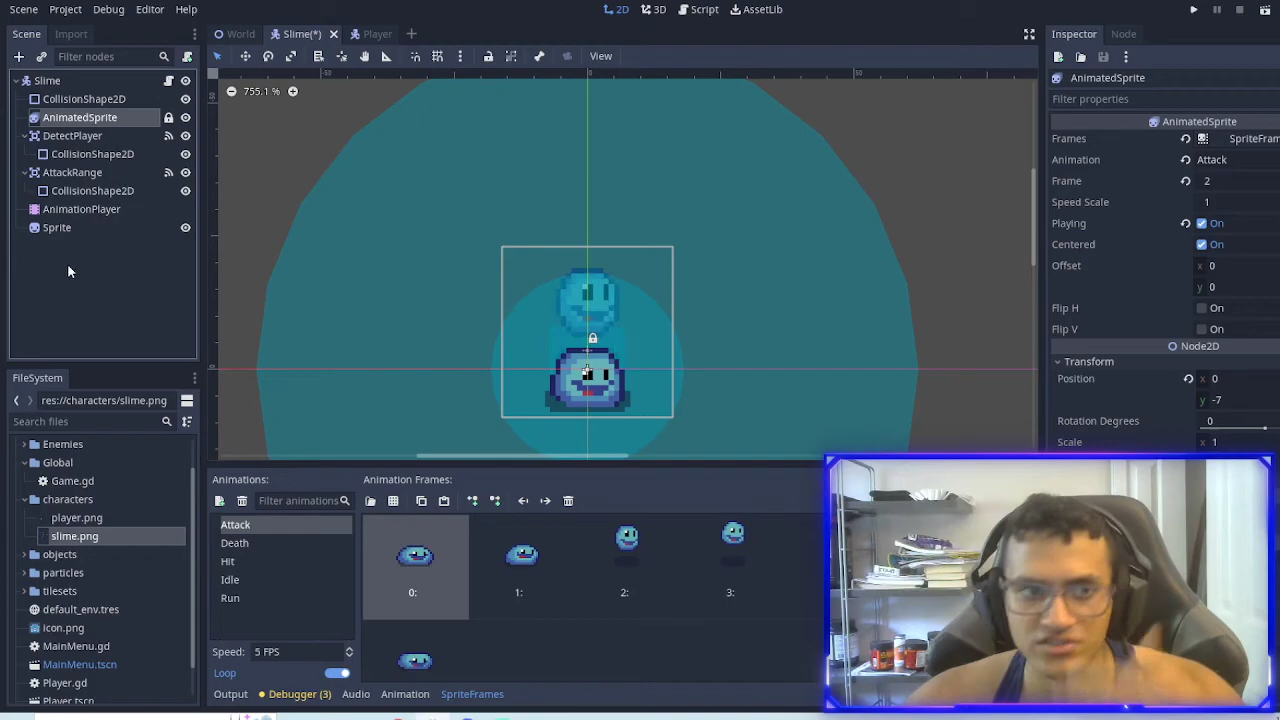 Scene Project Debug Editor Help
2D 3D Script AssetLib
Scene Import
World Slime(*) Player
Inspector Node
Filter nodes
View
Slime
CollisionShape2D
AnimatedSprite
DetectPlayer
CollisionShape2D
AttackRange
CollisionShape2D
AnimationPlayer
Sprite
-50 0 50
755.1 %
AnimatedSprite
Filter properties
AnimatedSprite
Frames SpriteFram
Animation Attack
Frame 2
Speed Scale 1
Playing On
Centered On
Offset x 0
y 0
Flip H On
Flip V On
Node2D
Transform
Position x 0
y -7
Rotation Degrees 0
Scale x 1
FileSystem
res://characters/slime.png
Search files
Enemies
Global
Game.gd
characters
player.png
slime.png
objects
particles
tilesets
default_env.tres
icon.png
MainMenu.gd
MainMenu.tscn
Player.gd
Player.tscn
Animations:
Filter animations
Attack
Death
Hit
Idle
Run
Speed: 5 FPS
Loop
Animation Frames:
0: 1: 2: 3:
Output Debugger (3) Audio Animation SpriteFrames